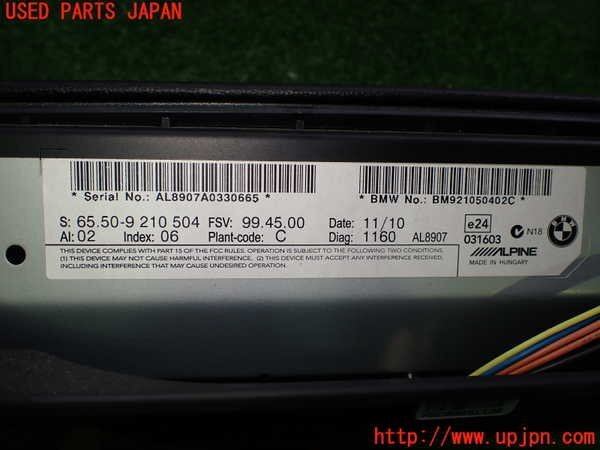 USED PARTS JAPAN
* Serial No.: AL8907A0330665 *
* BMW No.: BM921050402C *
S: 65.50-9 210 504 FSV: 99.45.00 Date: 11/10
AI: 02 Index: 06 Plant-code: C Diag: 1160 AL8907
e24
031603
N18
BMW
ALPINE
MADE IN HUNGARY
THIS DEVICE COMPLIES WITH PART 15 OF THE FCC RULES. OPERATION IS SUBJECT TO THE FOLLOWING TWO CONDITIONS.
(1) THIS DEVICE MAY NOT CAUSE HARMFUL INTERFERENCE. (2) THIS DEVICE MUST ACCEPT ANY INTERFERENCE RECEIVED,
INCLUDING INTERFERENCE THAT MAY CAUSE UNDESIRED OPERATION.
http://www.upjpn.com/